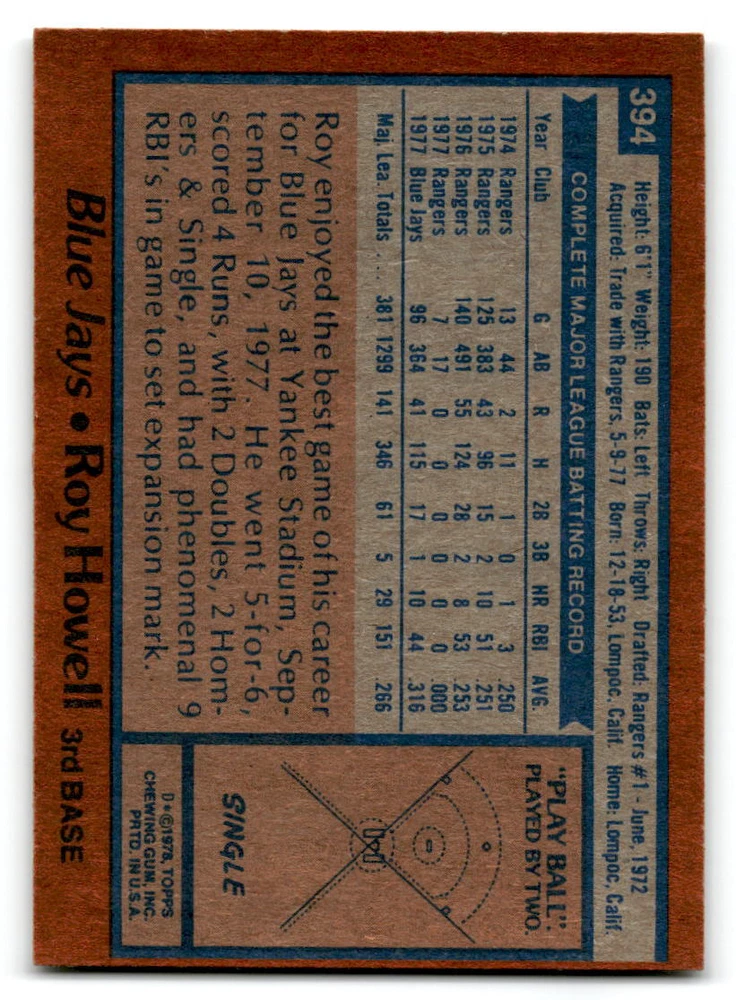 394
Height: 6'1" Weight: 190 Bats: Left Throws: Right Drafted: Rangers #1 - June, 1972
Acquired: Trade with Rangers, 5-9-77 Born: 12-18-53, Lompoc, Calif. Home: Lompoc, Calif.
COMPLETE MAJOR LEAGUE BATTING RECORD
Year Club G AB R H 2B 3B HR RBI AVG.
1974 Rangers 13 44 2 11 1 0 1 3 .250
1975 Rangers 125 383 43 96 15 2 10 51 .251
1976 Rangers 140 491 55 124 28 2 8 53 .253
1977 Rangers 7 17 0 0 0 0 0 0 .000
1977 Blue Jays 96 364 41 115 17 1 10 44 .316
Maj. Lea. Totals .... 381 1299 141 346 61 5 29 151 .266
Roy enjoyed the best game of his career
for Blue Jays at Yankee Stadium, Sep-
tember 10, 1977. He went 5-for-6,
scored 4 Runs, with 2 Doubles, 2 Hom-
ers & Single, and had phenomenal 9
RBI's in game to set expansion mark.
"PLAY BALL":
PLAYED BY TWO.
SINGLE
D•©1978, TOPPS
CHEWING GUM, INC.
PRTD. IN U.S.A.
Blue Jays • Roy Howell 3rd BASE